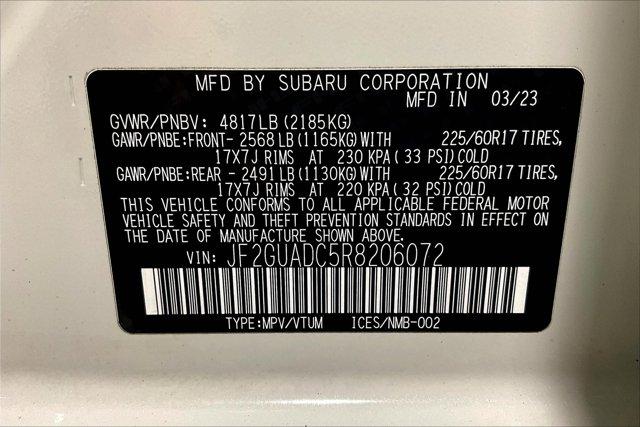 MFD BY SUBARU CORPORATION
MFD IN 03/23
GVWR/PNBV: 4817LB (2185KG)
GAWR/PNBE:FRONT- 2568 LB (1165KG) WITH 225/60R17 TIRES,
17X7J RIMS AT 230 KPA ( 33 PSI) COLD
GAWR/PNBE:REAR - 2491 LB (1130KG) WITH 225/60R17 TIRES,
17X7J RIMS AT 220 KPA ( 32 PSI) COLD
THIS VEHICLE CONFORMS TO ALL APPLICABLE FEDERAL MOTOR
VEHICLE SAFETY AND THEFT PREVENTION STANDARDS IN EFFECT ON
THE DATE OF MANUFACTURE SHOWN ABOVE.
VIN: JF2GUADC5R8206072
TYPE:MPV/VTUM ICES/NMB-002